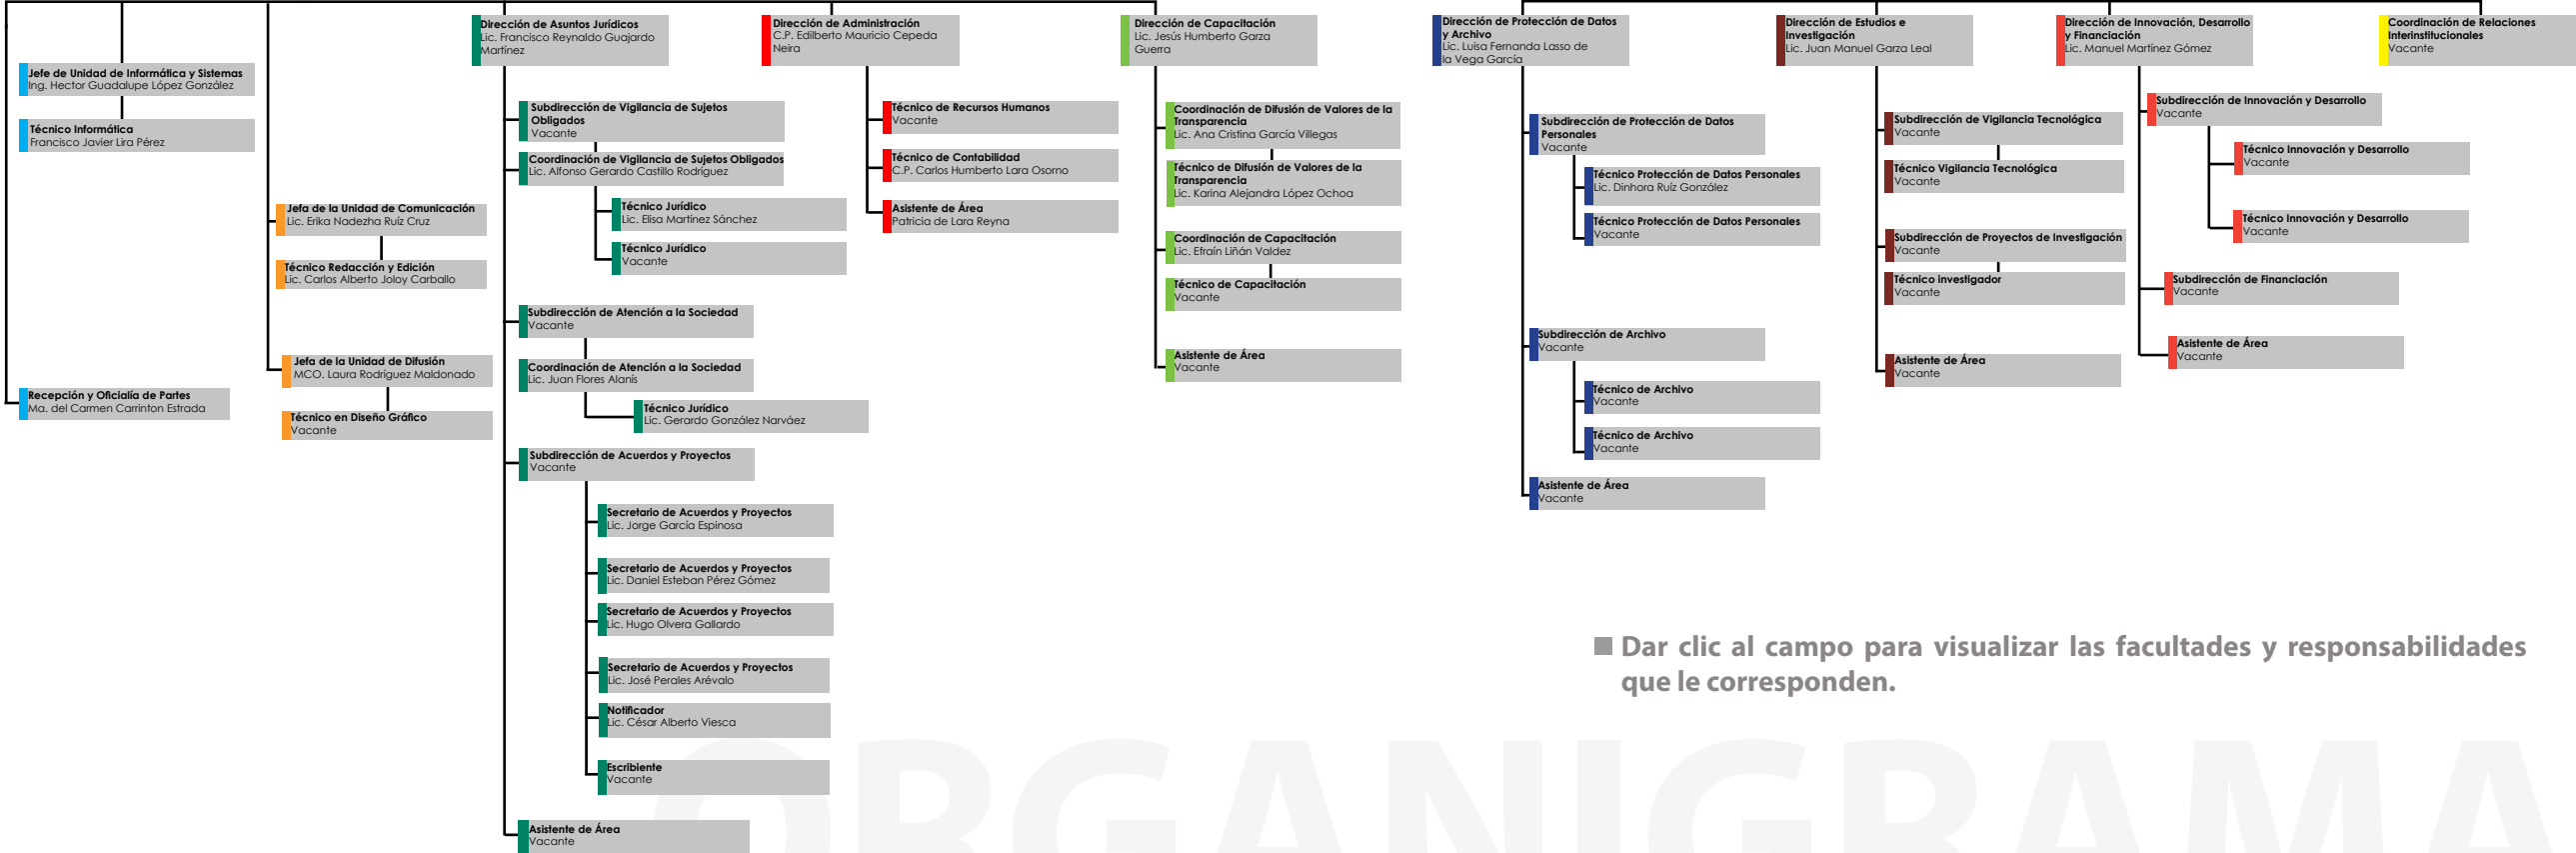 Jefe de Unidad de Informática y Sistemas
Ing. Hector Guadalupe López González
Técnico Informática
Francisco Javier Lira Pérez
Recepción y Oficialía de Partes
Ma. del Carmen Carrinton Estrada
Jefa de la Unidad de Comunicación
Lic. Erika Nadezha Ruíz Cruz
Técnico Redacción y Edición
Lic. Carlos Alberto Joloy Carballo
Jefa de la Unidad de Difusión
MCO. Laura Rodríguez Maldonado
Técnico en Diseño Gráfico
Vacante
Dirección de Asuntos Jurídicos
Lic. Francisco Reynaldo Guajardo
Martínez
Subdirección de Vigilancia de Sujetos
Obligados
Vacante
Coordinación de Vigilancia de Sujetos Obligados
Lic. Alfonso Gerardo Castillo Rodríguez
Técnico Jurídico
Lic. Elisa Martínez Sánchez
Técnico Jurídico
Vacante
Subdirección de Atención a la Sociedad
Vacante
Coordinación de Atención a la Sociedad
Lic. Juan Flores Alanís
Técnico Jurídico
Lic. Gerardo González Narváez
Subdirección de Acuerdos y Proyectos
Vacante
Secretario de Acuerdos y Proyectos
Lic. Jorge García Espinosa
Secretario de Acuerdos y Proyectos
Lic. Daniel Esteban Pérez Gómez
Secretario de Acuerdos y Proyectos
Lic. Hugo Olvera Gallardo
Secretario de Acuerdos y Proyectos
Lic. José Perales Arévalo
Notificador
Lic. César Alberto Viesca
Escribiente
Vacante
Asistente de Área
Vacante
Dirección de Administración
C.P. Edilberto Mauricio Cepeda
Neira
Técnico de Recursos Humanos
Vacante
Técnico de Contabilidad
C.P. Carlos Humberto Lara Osorno
Asistente de Área
Patricia de Lara Reyna
Dirección de Capacitación
Lic. Jesús Humberto Garza
Guerra
Coordinación de Difusión de Valores de la
Transparencia
Lic. Ana Cristina García Villegas
Técnico de Difusión de Valores de la
Transparencia
Lic. Karina Alejandra López Ochoa
Coordinación de Capacitación
Lic. Efraín Liñán Valdez
Técnico de Capacitación
Vacante
Asistente de Área
Vacante
Dirección de Protección de Datos
y Archivo
Lic. Luisa Fernanda Lasso de
la Vega García
Subdirección de Protección de Datos
Personales
Vacante
Técnico Protección de Datos Personales
Lic. Dinhora Ruíz González
Técnico Protección de Datos Personales
Vacante
Subdirección de Archivo
Vacante
Técnico de Archivo
Vacante
Técnico de Archivo
Vacante
Asistente de Área
Vacante
Dirección de Estudios e
Investigación
Lic. Juan Manuel Garza Leal
Subdirección de Vigilancia Tecnológica
Vacante
Técnico Vigilancia Tecnológica
Vacante
Subdirección de Proyectos de Investigación
Vacante
Técnico investigador
Vacante
Asistente de Área
Vacante
Dirección de Innovación, Desarrollo
y Financiación
Lic. Manuel Martínez Gómez
Subdirección de Innovación y Desarrollo
Vacante
Técnico Innovación y Desarrollo
Vacante
Técnico Innovación y Desarrollo
Vacante
Subdirección de Financiación
Vacante
Asistente de Área
Vacante
Coordinación de Relaciones
Interinstitucionales
Vacante
Dar clic al campo para visualizar las facultades y responsabilidades
que le corresponden.
ORGANIGRAMA